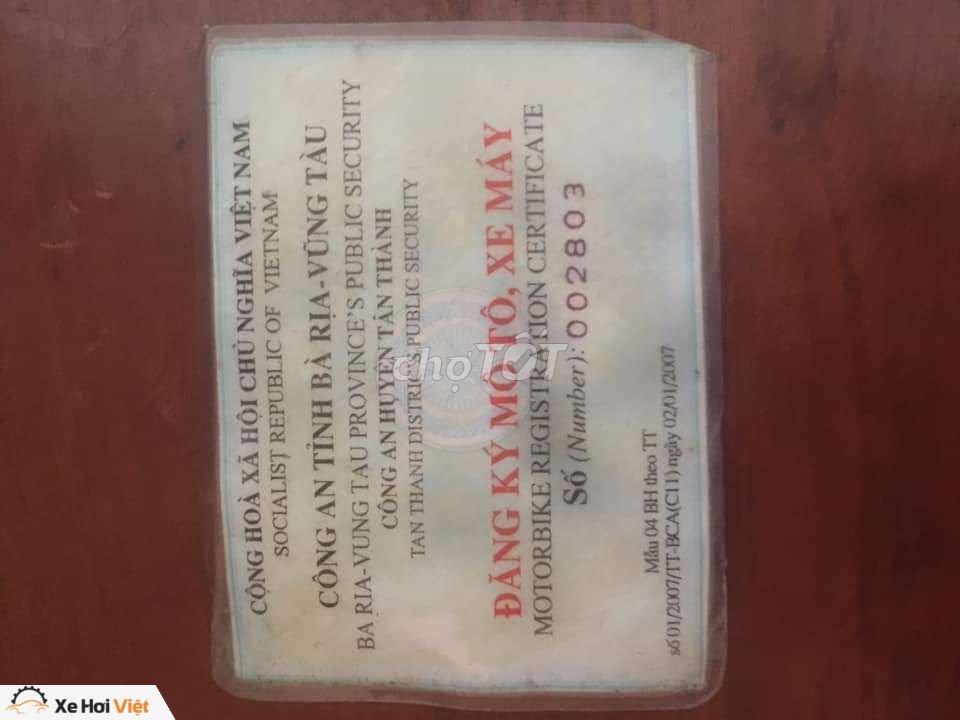 CỘNG HOÀ XÃ HỘI CHỦ NGHĨA VIỆT NAM
SOCIALIST REPUBLIC OF VIETNAM
CÔNG AN TỈNH BÀ RỊA-VŨNG TÀU
BA RIA-VUNG TAU PROVINCE'S PUBLIC SECURITY
CÔNG AN HUYỆN TÂN THÀNH
TAN THANH DISTRICT'S PUBLIC SECURITY
ĐĂNG KÝ MÔ TÔ, XE MÁY
MOTORBIKE REGISTRATION CERTIFICATE
Số (Number): 002803
Mẫu 04 BH theo TT
số 01/2007/TT-BCA(C11) ngày 02/01/2007
chợTỐT
Xe Hơi Việt